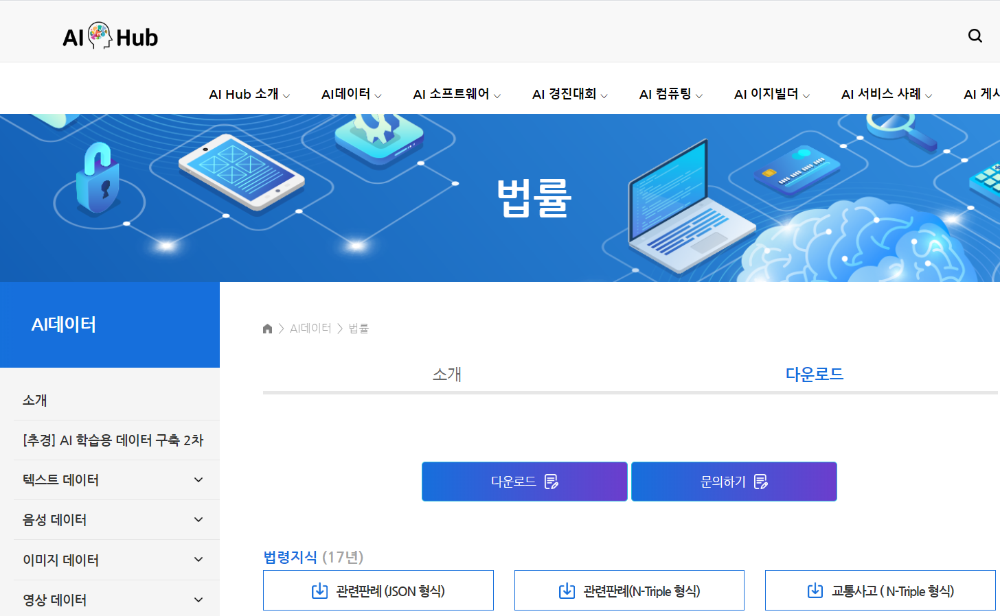 AI Hub
AI Hub 소개 AI데이터 AI 소프트웨어 AI 경진대회 AI 컴퓨팅 AI 이지빌더 AI 서비스 사례 AI 게시
법률
AI데이터
AI데이터 > 법률
소개 다운로드
소개
[추경] AI 학습용 데이터 구축 2차
텍스트 데이터
음성 데이터
이미지 데이터
영상 데이터
다운로드 문의하기
법령지식 (17년)
관련판례 (JSON 형식) 관련판례(N-Triple 형식) 교통사고 ( N-Triple 형식)